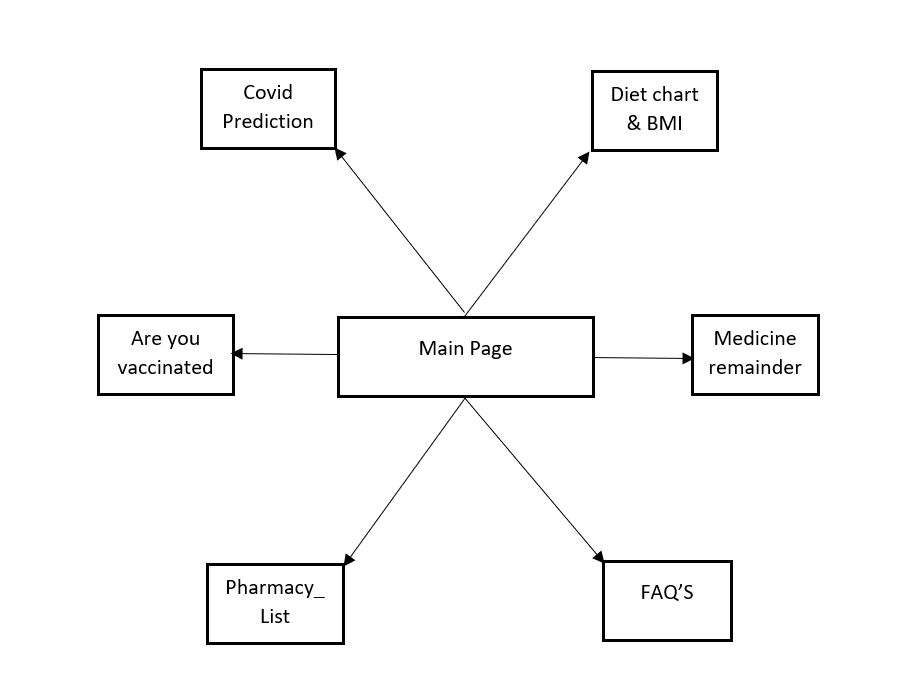 Covid
Prediction
Diet chart
& BMI
Are you
vaccinated
Main Page
Medicine
remainder
Pharmacy_
List
FAQ’S